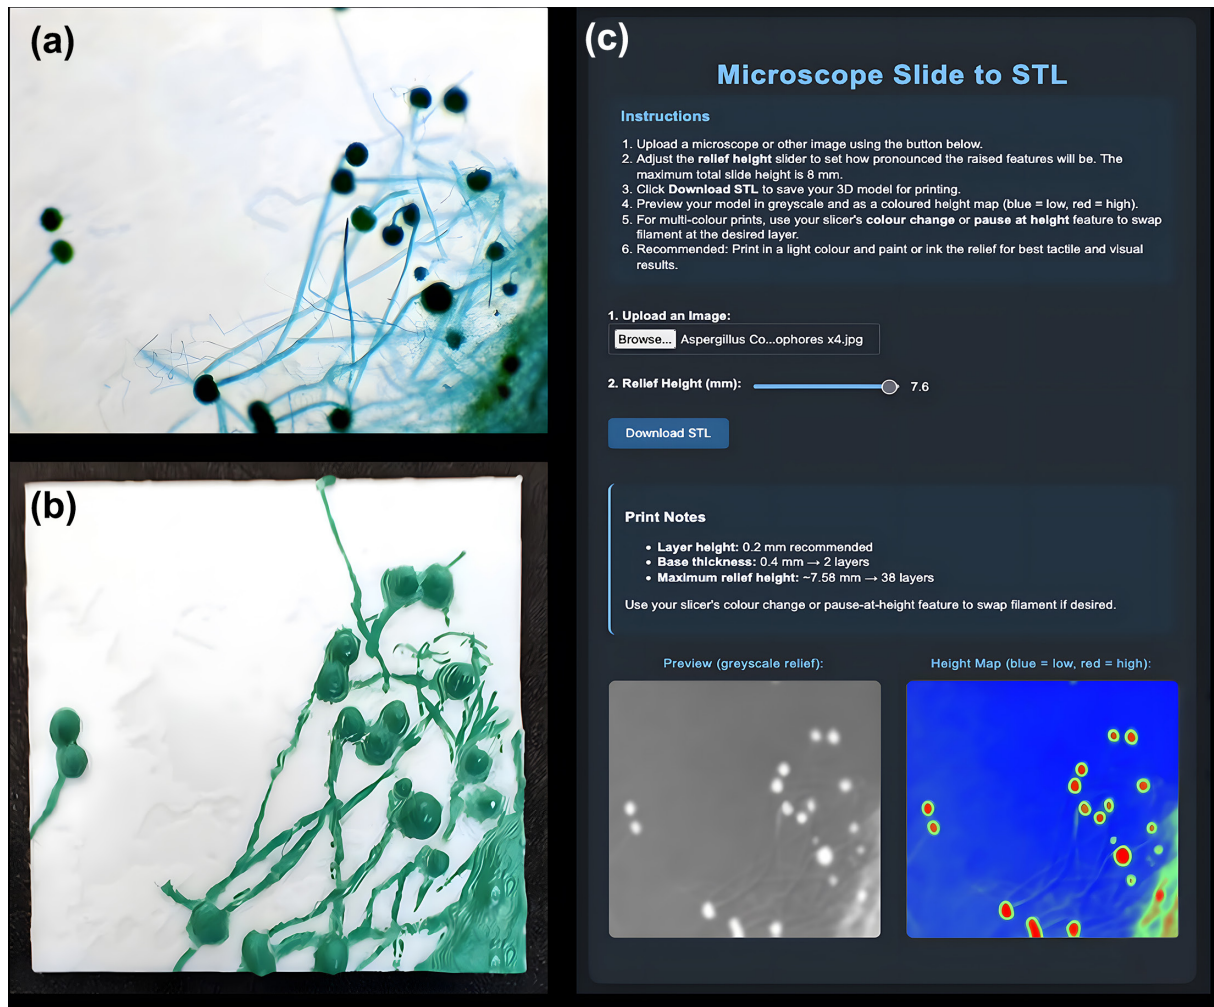 (a)
(b)
(c)
Microscope Slide to STL
Instructions
1. Upload a microscope or other image using the button below.
2. Adjust the relief height slider to set how pronounced the raised features will be. The
maximum total slide height is 8 mm.
3. Click Download STL to save your 3D model for printing.
4. Preview your model in greyscale and as a coloured height map (blue = low, red = high).
5. For multi-colour prints, use your slicer's colour change or pause at height feature to swap
filament at the desired layer.
6. Recommended: Print in a light colour and paint or ink the relief for best tactile and visual
results.
1. Upload an Image:
Browse... Aspergillus Co...ophores x4.jpg
2. Relief Height (mm): 7.6
Download STL
Print Notes
• Layer height: 0.2 mm recommended
• Base thickness: 0.4 mm → 2 layers
• Maximum relief height: ~7.58 mm → 38 layers
Use your slicer's colour change or pause-at-height feature to swap filament if desired.
Preview (greyscale relief):
Height Map (blue = low, red = high):